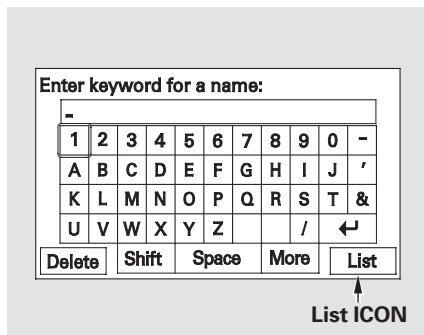 Enter keyword for a name:
-
1 2 3 4 5 6 7 8 9 0 -
A B C D E F G H I J '
K L M N O P Q R S T &
U V W X Y Z / ↵
Delete Shift Space More List
List ICON